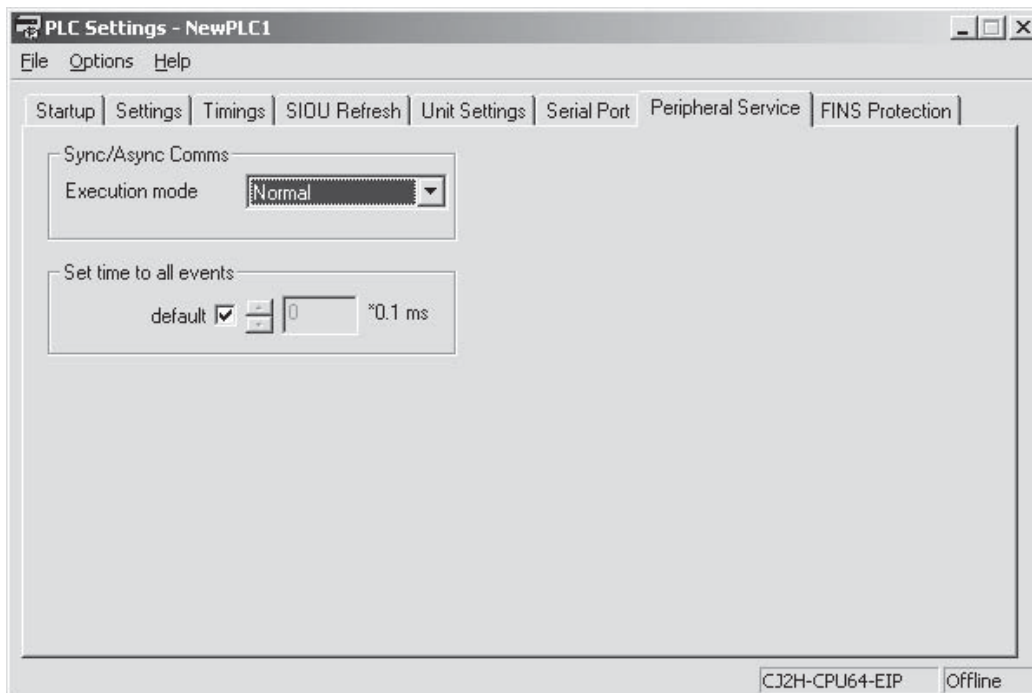 PLC Settings - NewPLC1
File Options Help
Startup Settings Timings SIOU Refresh Unit Settings Serial Port Peripheral Service FINS Protection
Sync/Async Comms
Execution mode Normal
Set time to all events
default 0 *0.1 ms
CJ2H-CPU64-EIP Offline